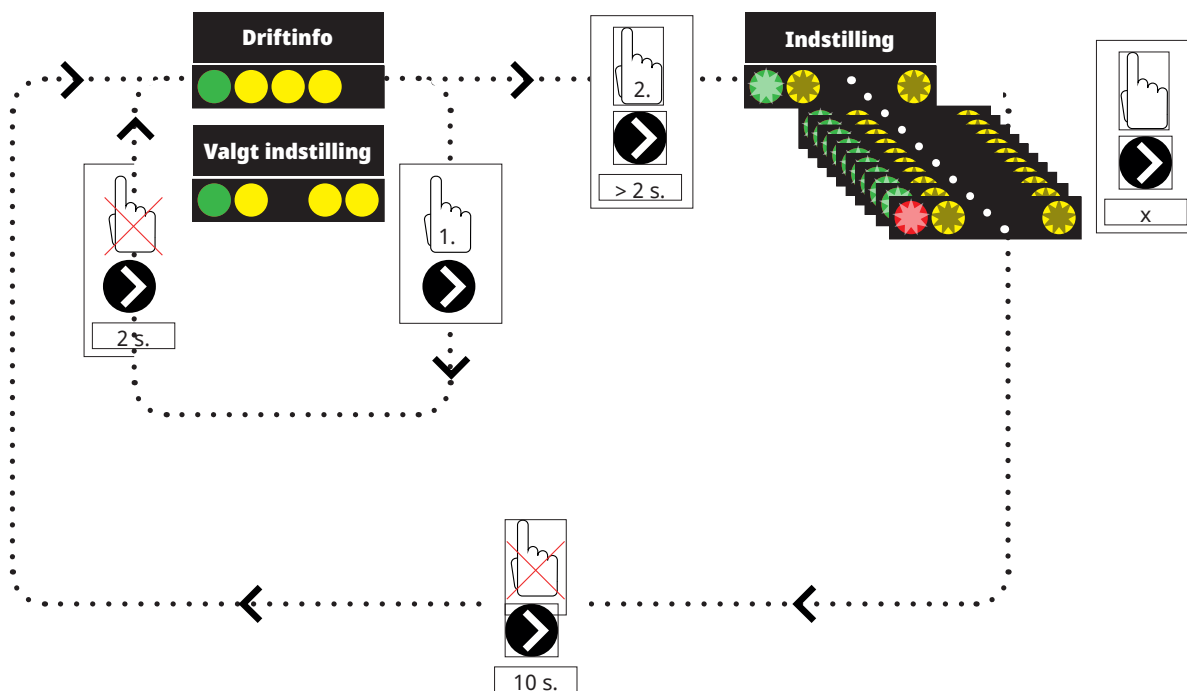 Driftinfo
Valgt indstilling
2 s.
1.
2.
> 2 s.
Indstilling
x
10 s.